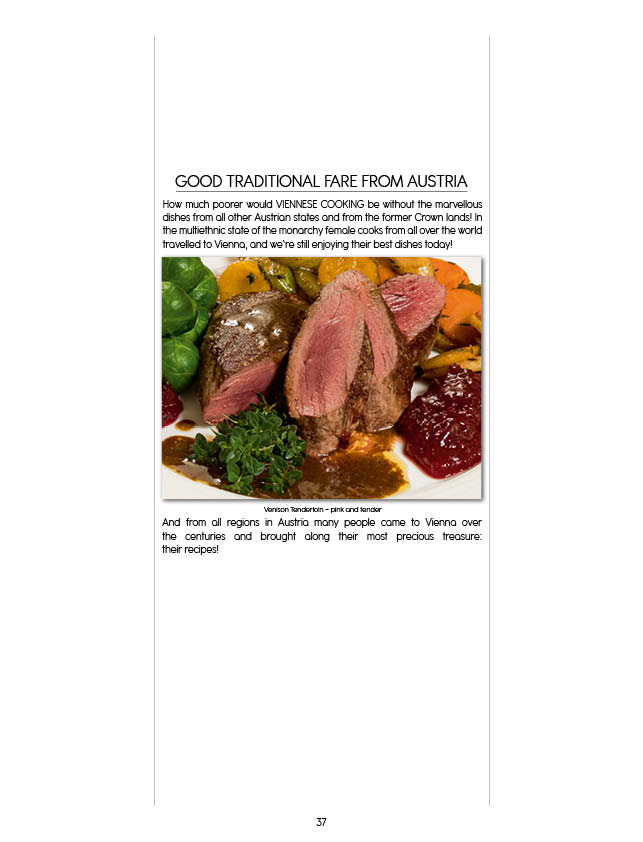 GOOD TRADITIONAL FARE FROM AUSTRIA
How much poorer would VIENNESE COOKING be without the marvellous
dishes from all other Austrian states and from the former Crown lands! In
the multiethnic state of the monarchy female cooks from all over the world
travelled to Vienna, and we're still enjoying their best dishes today!
Venison Tenderloin – pink and tender
And from all regions in Austria many people came to Vienna over
the centuries and brought along their most precious treasure:
their recipes!
37